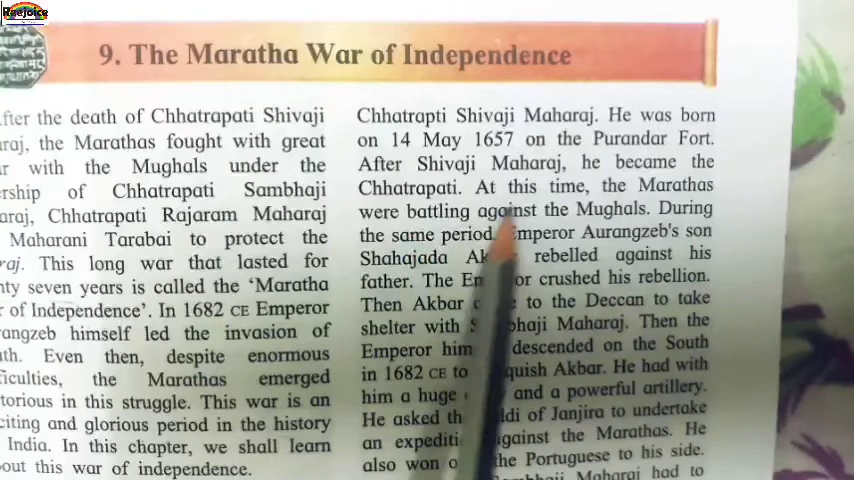 Reejoice
9. The Maratha War of Independence
fter the death of Chhatrapati Shivaji
raj, the Marathas fought with great
r with the Mughals under the
ership of Chhatrapati Sambhaji
araj, Chhatrapati Rajaram Maharaj
Maharani Tarabai to protect the
raj. This long war that lasted for
nty seven years is called the ‘Maratha
r of Independence’. In 1682 CE Emperor
rangzeb himself led the invasion of
th. Even then, despite enormous
ficulties, the Marathas emerged
torious in this struggle. This war is an
citing and glorious period in the history
India. In this chapter, we shall learn
out this war of independence.
Chhatrapti Shivaji Maharaj. He was born
on 14 May 1657 on the Purandar Fort.
After Shivaji Maharaj, he became the
Chhatrapati. At this time, the Marathas
were battling against the Mughals. During
the same period Emperor Aurangzeb's son
Shahajada Ak rebelled against his
father. The Em or crushed his rebellion.
Then Akbar to the Deccan to take
shelter with S bhaji Maharaj. Then the
Emperor him descended on the South
in 1682 CE to quish Akbar. He had with
him a huge and a powerful artillery.
He asked th ddi of Janjira to undertake
an expediti against the Marathas. He
also won o the Portuguese to his side.
Maharaj had to